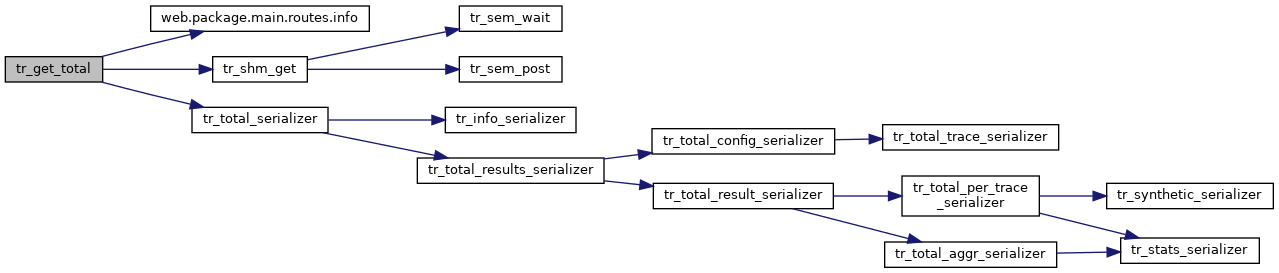 tr_get_total
web.package.main.routes.info
tr_shm_get
tr_sem_wait
tr_sem_post
tr_total_serializer
tr_info_serializer
tr_total_results_serializer
tr_total_config_serializer
tr_total_trace_serializer
tr_total_result_serializer
tr_total_per_trace
_serializer
tr_synthetic_serializer
tr_total_aggr_serializer
tr_stats_serializer